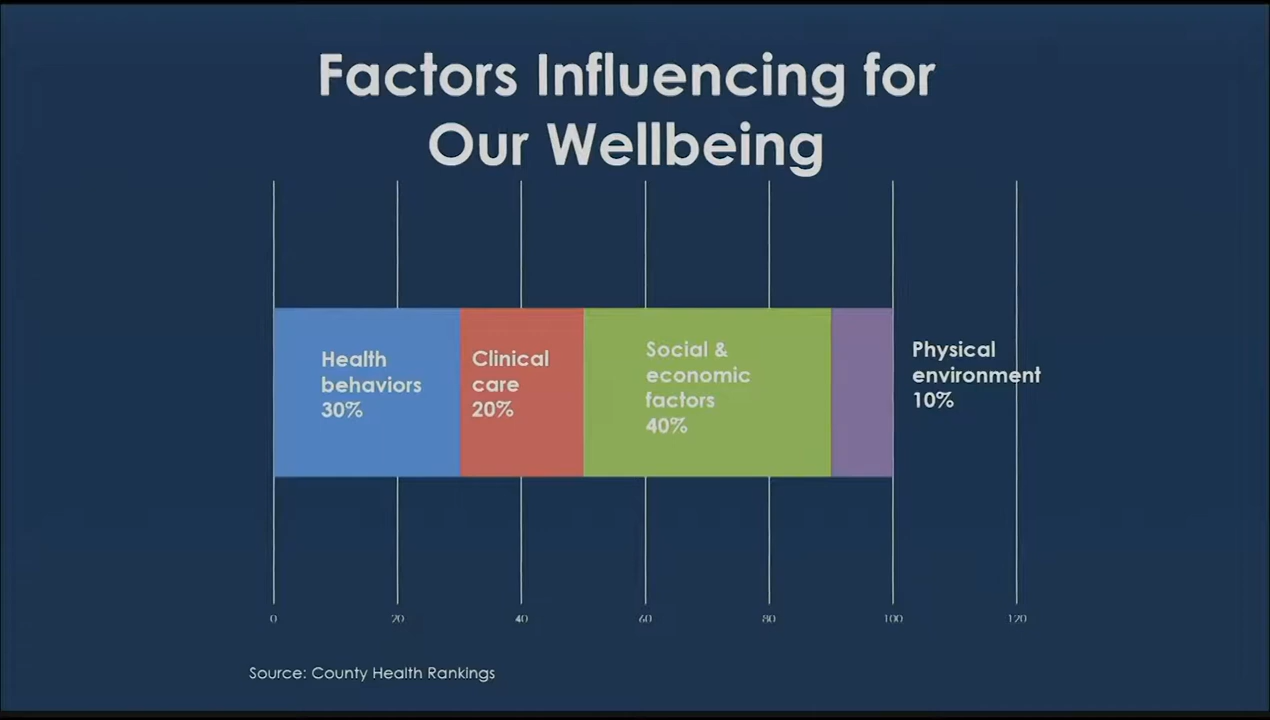 Factors Influencing for
Our Wellbeing
Health
behaviors
30%
Clinical
care
20%
Social &
economic
factors
40%
Physical
environment
10%
0 20 40 60 80 100 120
Source: County Health Rankings